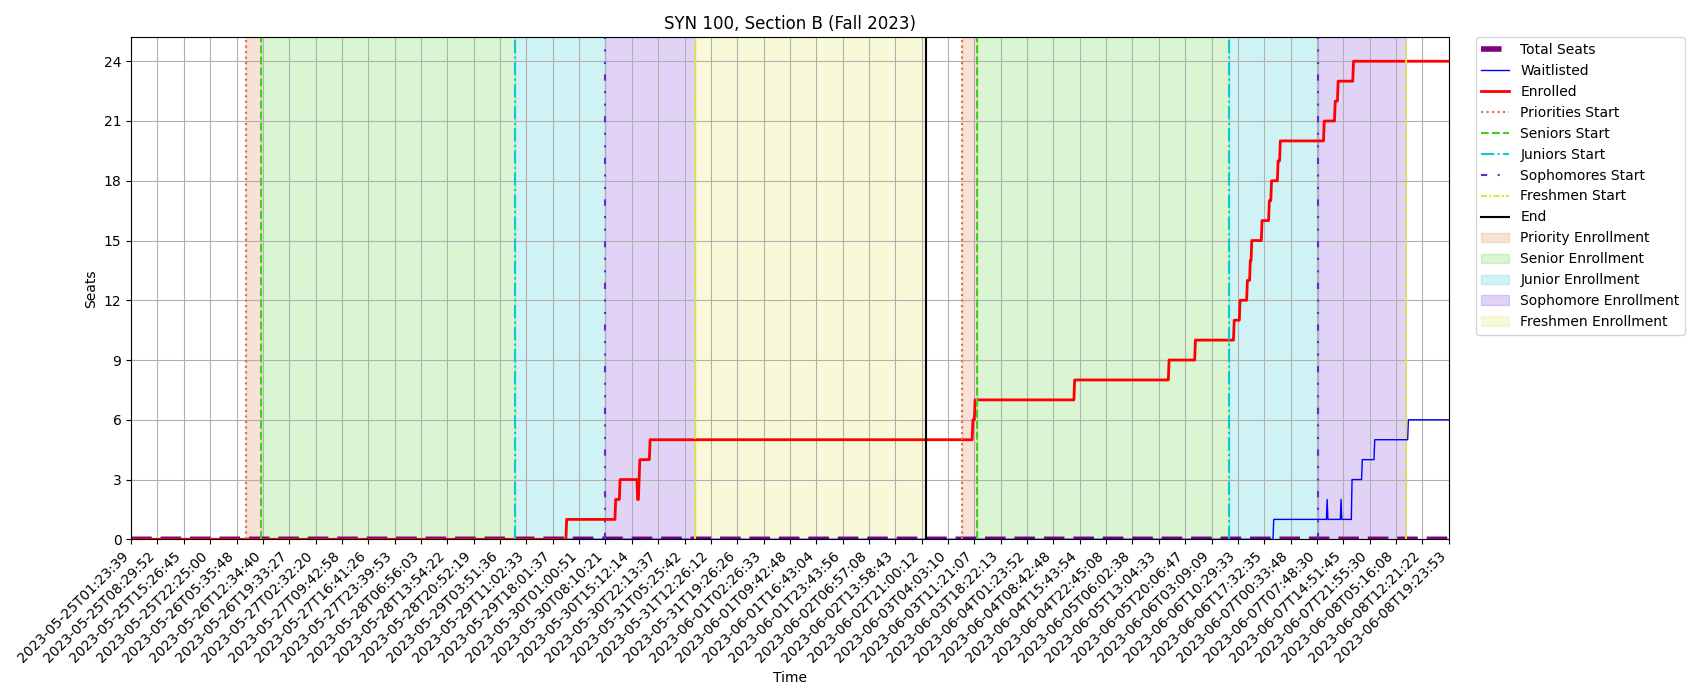 SYN 100, Section B (Fall 2023)
Seats
24
21
18
15
12
9
6
3
0
2023-05-25T01:23:39
2023-05-25T08:29:52
2023-05-25T15:26:45
2023-05-25T22:25:00
2023-05-26T05:35:48
2023-05-26T12:34:40
2023-05-26T19:33:27
2023-05-27T02:32:20
2023-05-27T09:42:58
2023-05-27T16:41:26
2023-05-27T23:39:53
2023-05-28T06:56:03
2023-05-28T13:54:22
2023-05-28T20:52:19
2023-05-29T03:51:36
2023-05-29T11:02:33
2023-05-29T18:01:37
2023-05-30T01:00:51
2023-05-30T08:10:21
2023-05-30T15:12:14
2023-05-30T22:13:37
2023-05-31T05:25:42
2023-05-31T12:26:12
2023-05-31T19:26:26
2023-06-01T02:26:33
2023-06-01T09:42:48
2023-06-01T16:43:04
2023-06-01T23:43:56
2023-06-02T06:57:08
2023-06-02T13:58:43
2023-06-02T21:00:12
2023-06-03T04:03:10
2023-06-03T11:21:07
2023-06-03T18:22:13
2023-06-04T01:23:52
2023-06-04T08:42:48
2023-06-04T15:43:54
2023-06-04T22:45:08
2023-06-05T06:02:38
2023-06-05T13:04:33
2023-06-05T20:06:47
2023-06-06T03:09:09
2023-06-06T10:29:33
2023-06-06T17:32:35
2023-06-07T00:33:48
2023-06-07T07:48:30
2023-06-07T14:51:45
2023-06-07T21:55:30
2023-06-08T05:16:09
2023-06-08T12:21:22
2023-06-08T19:23:53
Time
Total Seats
Waitlisted
Enrolled
Priorities Start
Seniors Start
Juniors Start
Sophomores Start
Freshmen Start
End
Priority Enrollment
Senior Enrollment
Junior Enrollment
Sophomore Enrollment
Freshmen Enrollment